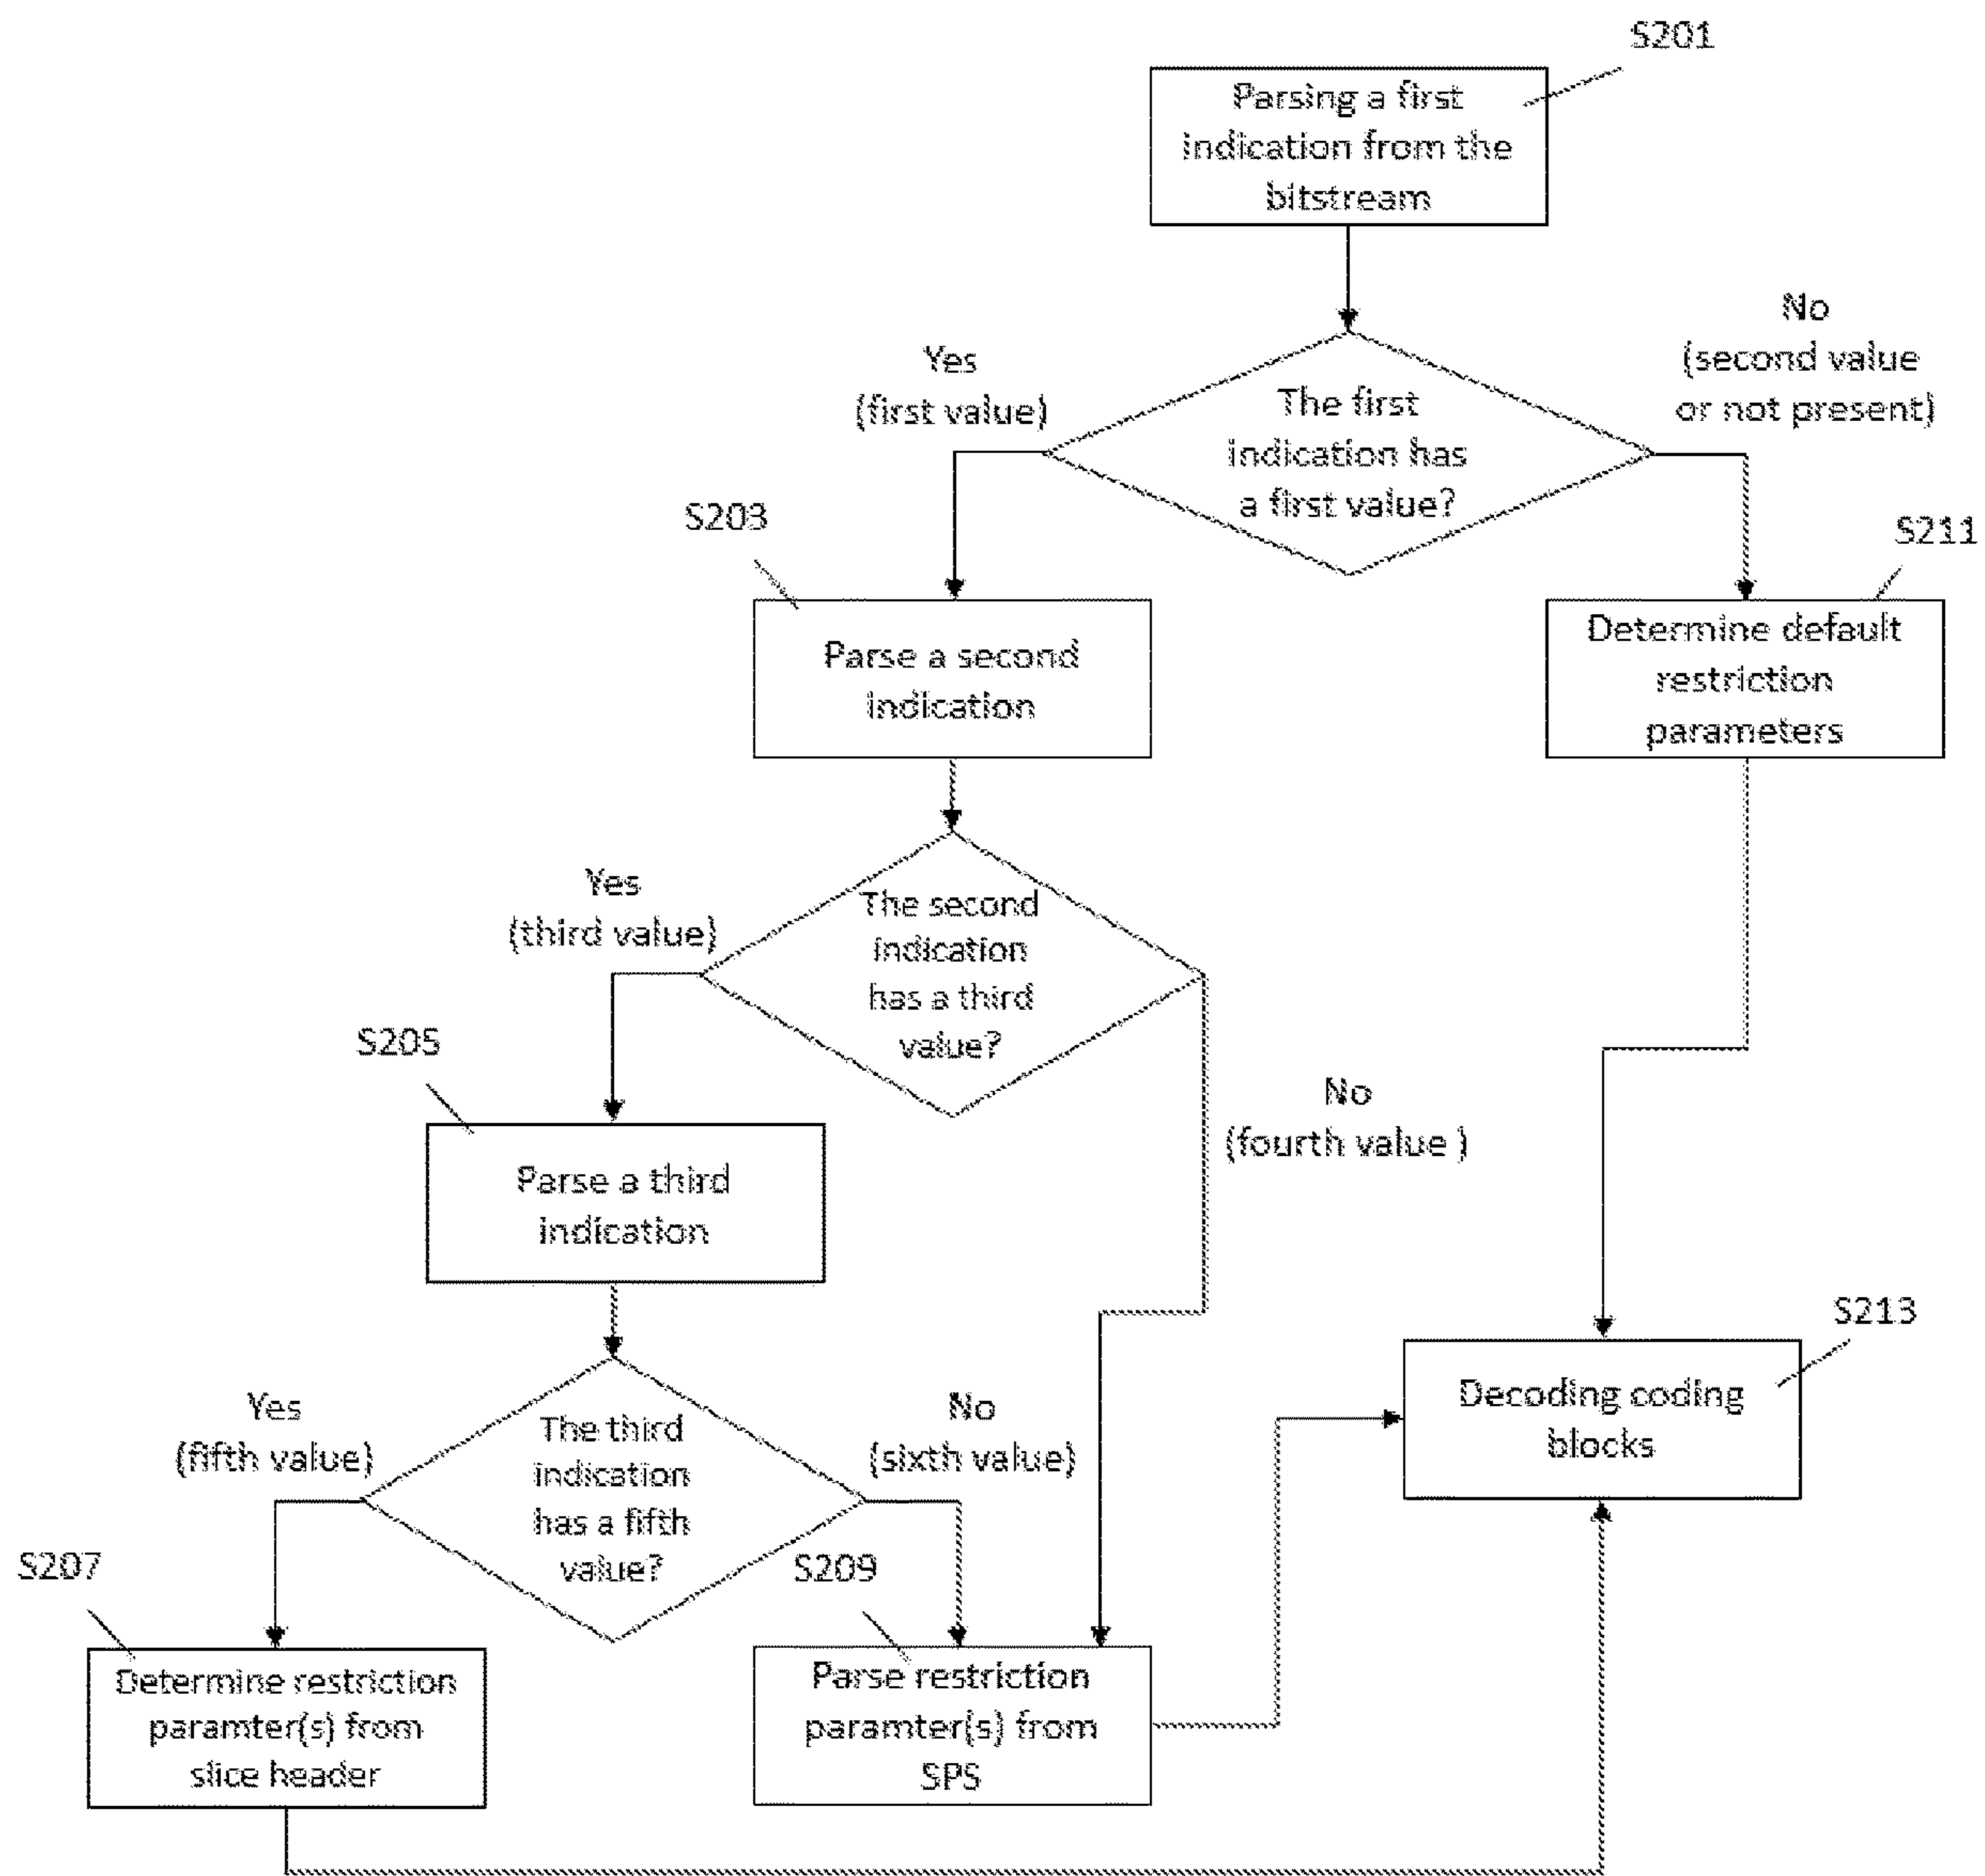 S201
Parsing a first
indication from the
bitstream
No
(second value
or not present)
Yes
(first value)
The first
indication has
a first value?
S203
S211
Parse a second
indication
Determine default
restriction
parameters
Yes
(third value)
The second
indication
has a third
value?
S205
No
(fourth value )
Parse a third
indication
S213
Decoding coding
blocks
Yes
(fifth value)
The third
indication
has a fifth
value?
No
(sixth value)
S207
S209
Determine restriction
paramter(s) from
slice header
Parse restriction
paramter(s) from
SPS